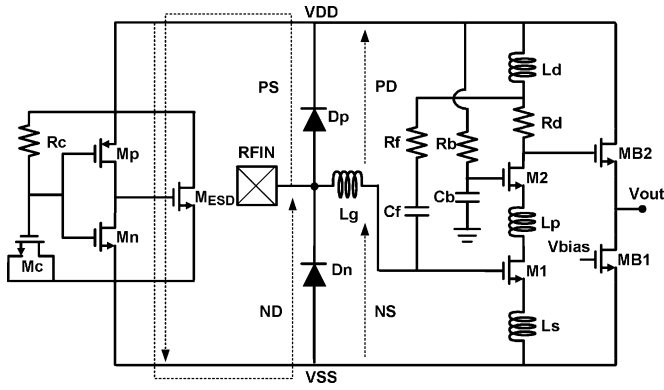 VDD
PS
PD
Ld
Dp
Rc
Rf
Rb
Rd
Mp
RFIN
MB2
MESD
M2
Vout
Lg
Cf
Cb
Lp
Mn
Vbias
Mc
Dn
M1
MB1
ND
NS
Ls
VSS